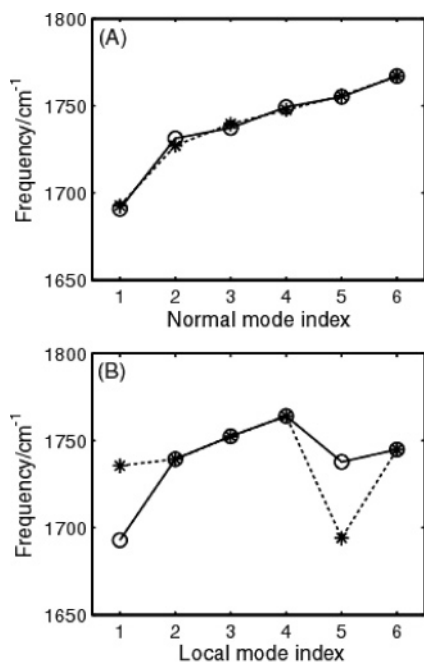 1800
(A)
1750
1700
1650
Frequency/cm-1
1 2 3 4 5 6
Normal mode index
1800
(B)
1750
1700
1650
Frequency/cm-1
1 2 3 4 5 6
Local mode index